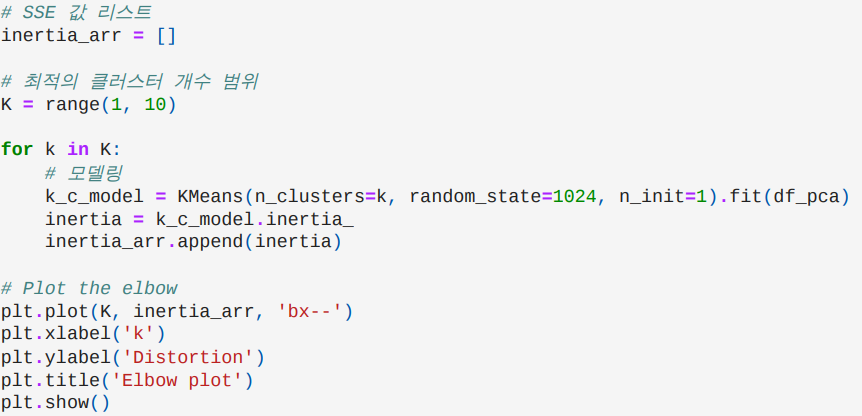 # SSE 값 리스트
inertia_arr = []
# 최적의 클러스터 개수 범위
K = range(1, 10)
for k in K:
    # 모델링
    k_c_model = KMeans(n_clusters=k, random_state=1024, n_init=1).fit(df_pca)
    inertia = k_c_model.inertia_
    inertia_arr.append(inertia)
# Plot the elbow
plt.plot(K, inertia_arr, 'bx--')
plt.xlabel('k')
plt.ylabel('Distortion')
plt.title('Elbow plot')
plt.show()